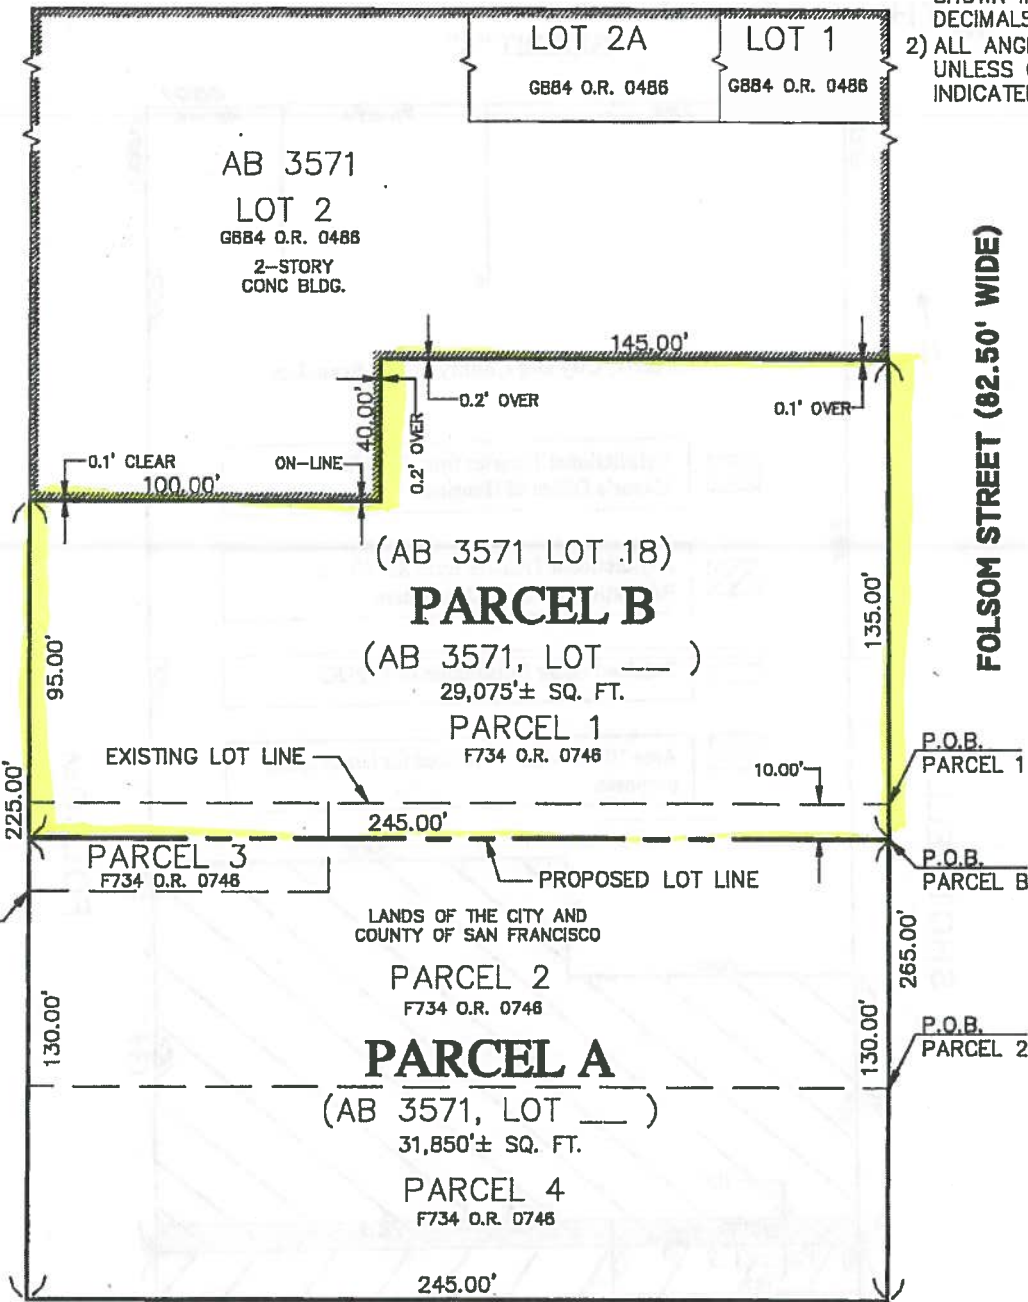 DECIMALS
2) ALL ANG
UNLESS
INDICATE
LOT 2A
GB84 O.R. 0486
LOT 1
GB84 O.R. 0486
AB 3571
LOT 2
GB84 O.R. 0486
2-STORY
CONC BLDG.
FOLSOM STREET (82.50' WIDE)
145.00'
0.2' OVER
0.1' OVER
40.00'
0.2' OVER
0.1' CLEAR
ON-LINE
100.00'
(AB 3571 LOT 18)
PARCEL B
(AB 3571, LOT ___ )
29,075'± SQ. FT.
PARCEL 1
F734 O.R. 0746
95.00'
135.00'
EXISTING LOT LINE
10.00'
P.O.B.
PARCEL 1
225.00'
245.00'
PARCEL 3
F734 O.R. 0746
PROPOSED LOT LINE
P.O.B.
PARCEL B
LANDS OF THE CITY AND
COUNTY OF SAN FRANCISCO
265.00'
PARCEL 2
F734 O.R. 0746
130.00'
130.00'
P.O.B.
PARCEL 2
PARCEL A
(AB 3571, LOT ___ )
31,850'± SQ. FT.
PARCEL 4
F734 O.R. 0746
245.00'